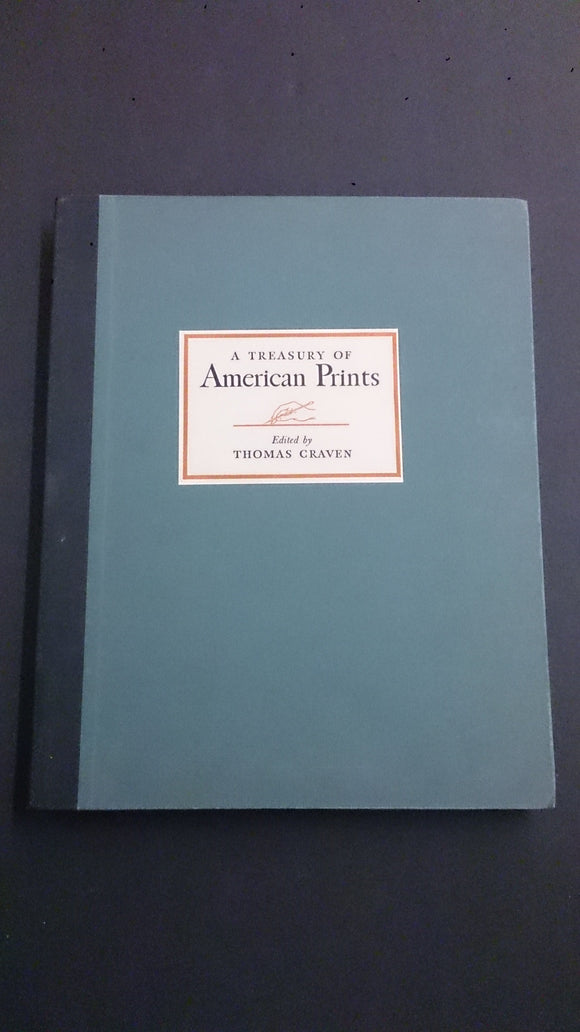 A TREASURY OF
American Prints
Edited by
THOMAS CRAVEN